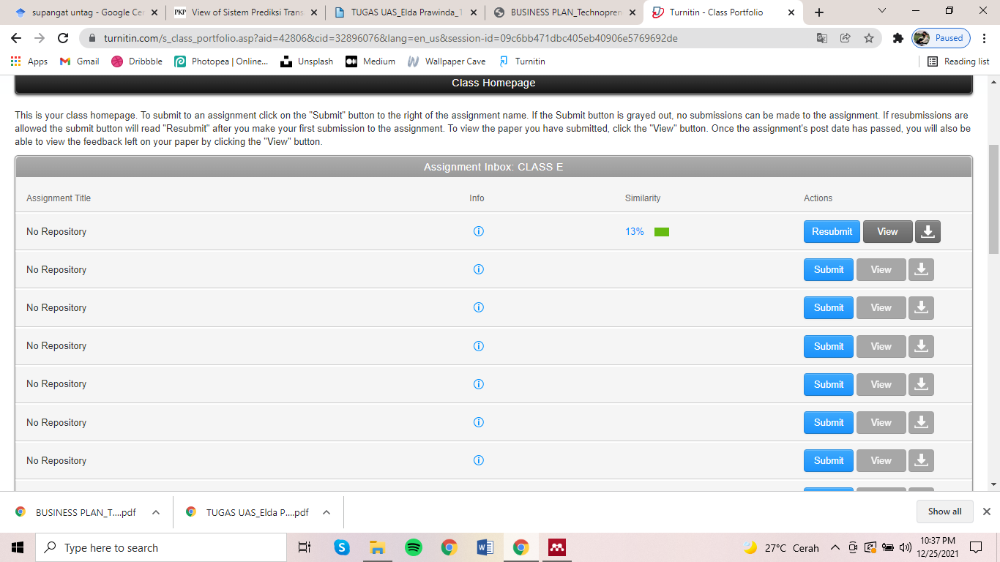 supangat untag - Google Ce
PKP View of Sistem Prediksi Trans
TUGAS UAS_Elda Prawinda_1
BUSINESS PLAN_Technopren
Turnitin - Class Portfolio
turnitin.com/s_class_portfolio.asp?aid=42806&cid=32896076&lang=en_us&session-id=09c6bb471dbc405eb40906e5769692de
Paused
Apps
Gmail
Dribbble
Photopea | Online...
Unsplash
Medium
Wallpaper Cave
Turnitin
Reading list
Class Homepage
This is your class homepage. To submit to an assignment click on the "Submit" button to the right of the assignment name. If the Submit button is grayed out, no submissions can be made to the assignment. If resubmissions are
allowed the submit button will read "Resubmit" after you make your first submission to the assignment. To view the paper you have submitted, click the "View" button. Once the assignment's post date has passed, you will also be
able to view the feedback left on your paper by clicking the "View" button.
Assignment Inbox: CLASS E
Assignment Title Info Similarity Actions
No Repository 13% Resubmit View
No Repository Submit View
No Repository Submit View
No Repository Submit View
No Repository Submit View
No Repository Submit View
No Repository Submit View
BUSINESS PLAN_T....pdf
TUGAS UAS_Elda P....pdf
Show all
Type here to search
27°C Cerah
10:37 PM
12/25/2021